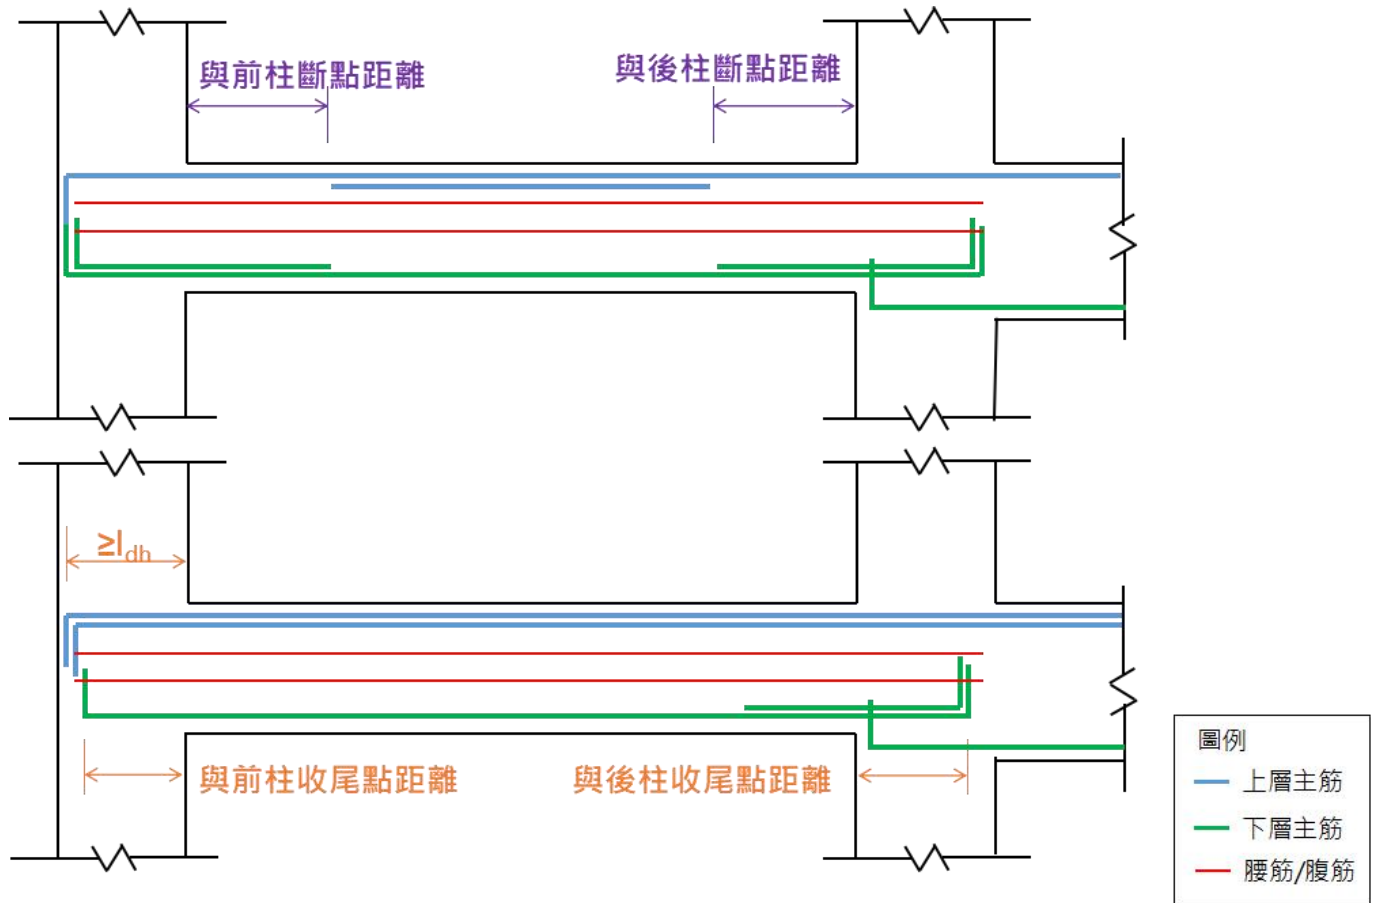 與前柱斷點距離
與後柱斷點距離
≥ldh
與前柱收尾點距離
與後柱收尾點距離
圖例
上層主筋
下層主筋
腰筋/腹筋